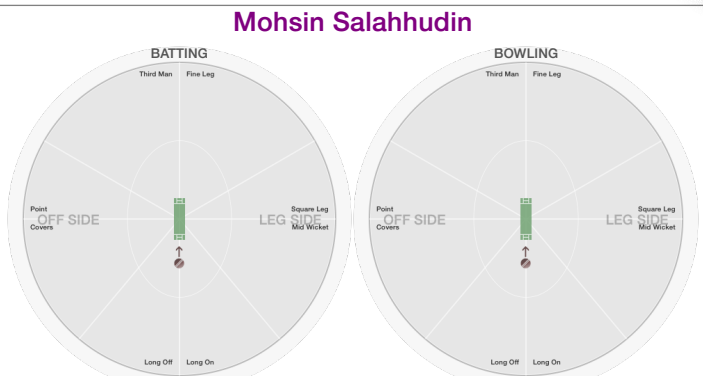 Mohsin Salahhudin
BATTING
Third Man Fine Leg
Point
OFF SIDE
Covers
Square Leg
LEG SIDE
Mid Wicket
Long Off Long On
BOWLING
Third Man Fine Leg
Point
OFF SIDE
Covers
Square Leg
LEG SIDE
Mid Wicket
Long Off Long On